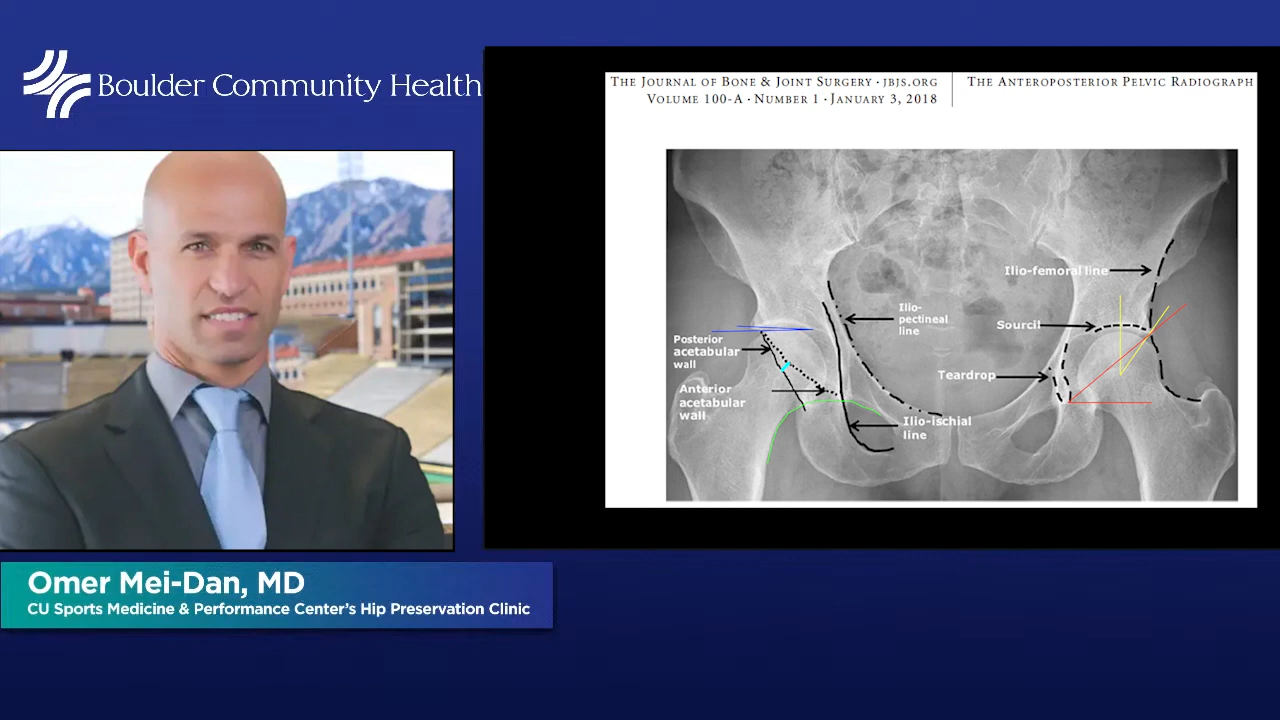 Boulder Community Health
THE JOURNAL OF BONE & JOINT SURGERY · JBJS.ORG
VOLUME 100-A · NUMBER 1 · JANUARY 3, 2018
THE ANTEROPOSTERIOR PELVIC RADIOGRAPH
Ilio-femoral line
Ilio-
pectineal
line
Sourcil
Posterior
acetabular
wall
Teardrop
Anterior
acetabular
wall
Ilio-ischial
line
Omer Mei-Dan, MD
CU Sports Medicine & Performance Center's Hip Preservation Clinic